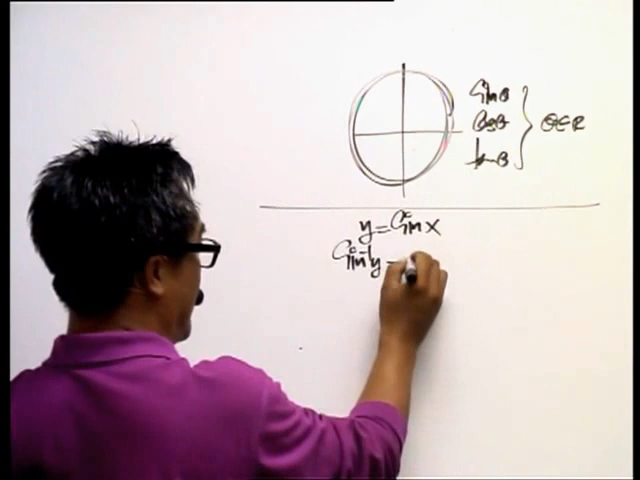 sin θ
cos θ
tan θ
θ∈R
y = sin x
sin⁻¹y =